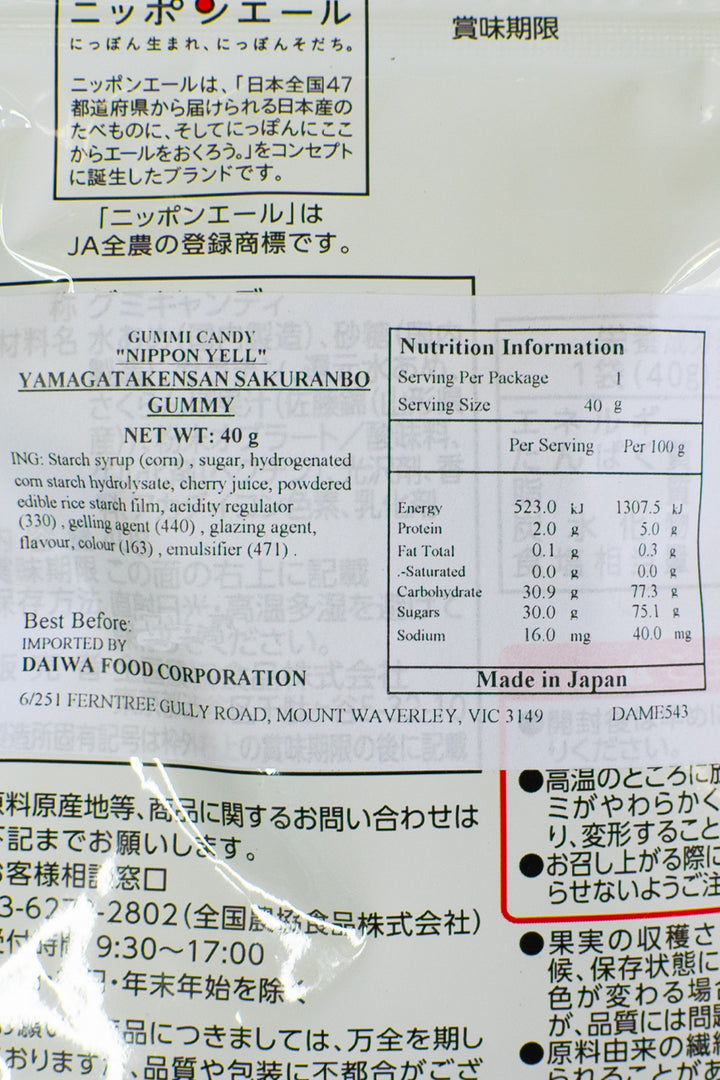 ニッポンエール
にっぽん生まれ、にっぽんそだち。
ニッポンエールは、「日本全国47
都道府県から届けられる日本産の
たべものに、そしてにっぽんにここ
からエールをおくろう。」をコンセプト
に誕生したブランドです。
「ニッポンエール」は
JA全農の登録商標です。
賞味期限
GUMMI CANDY
"NIPPON YELL"
YAMAGATAKENSAN SAKURANBO
GUMMY
NET WT: 40 g
ING: Starch syrup (corn) , sugar, hydrogenated
corn starch hydrolysate, cherry juice, powdered
edible rice starch film, acidity regulator
(330) , gelling agent (440) , glazing agent,
flavour, colour (163) , emulsifier (471) .
Best Before:
IMPORTED BY
DAIWA FOOD CORPORATION
6/251 FERNTREE GULLY ROAD, MOUNT WAVERLEY, VIC 3149 DAME543
Nutrition Information
Serving Per Package 1
Serving Size 40 g
Per Serving Per 100 g
Energy 523.0 kJ 1307.5 kJ
Protein 2.0 g 5.0 g
Fat Total 0.1 g 0.3 g
.-Saturated 0.0 g 0.0 g
Carbohydrate 30.9 g 77.3 g
Sugars 30.0 g 75.1 g
Sodium 16.0 mg 40.0 mg
Made in Japan
原料原産地等、商品に関するお問い合わせは
下記までお願いします。
お客様相談窓口
(全国農協食品株式会社)
受付時間 9:30〜17:00
・年末年始を除く
商品につきましては、万全を期し
おりますが、品質や包装に不都合がござ
●高温のところに
ミがやわらかく
り、変形すること
●お召し上がる際に
らせないようご注
●果実の収穫
候、保存状態に
色が変わる場合
が、品質には問題
●原料由来の繊維
られることがあ